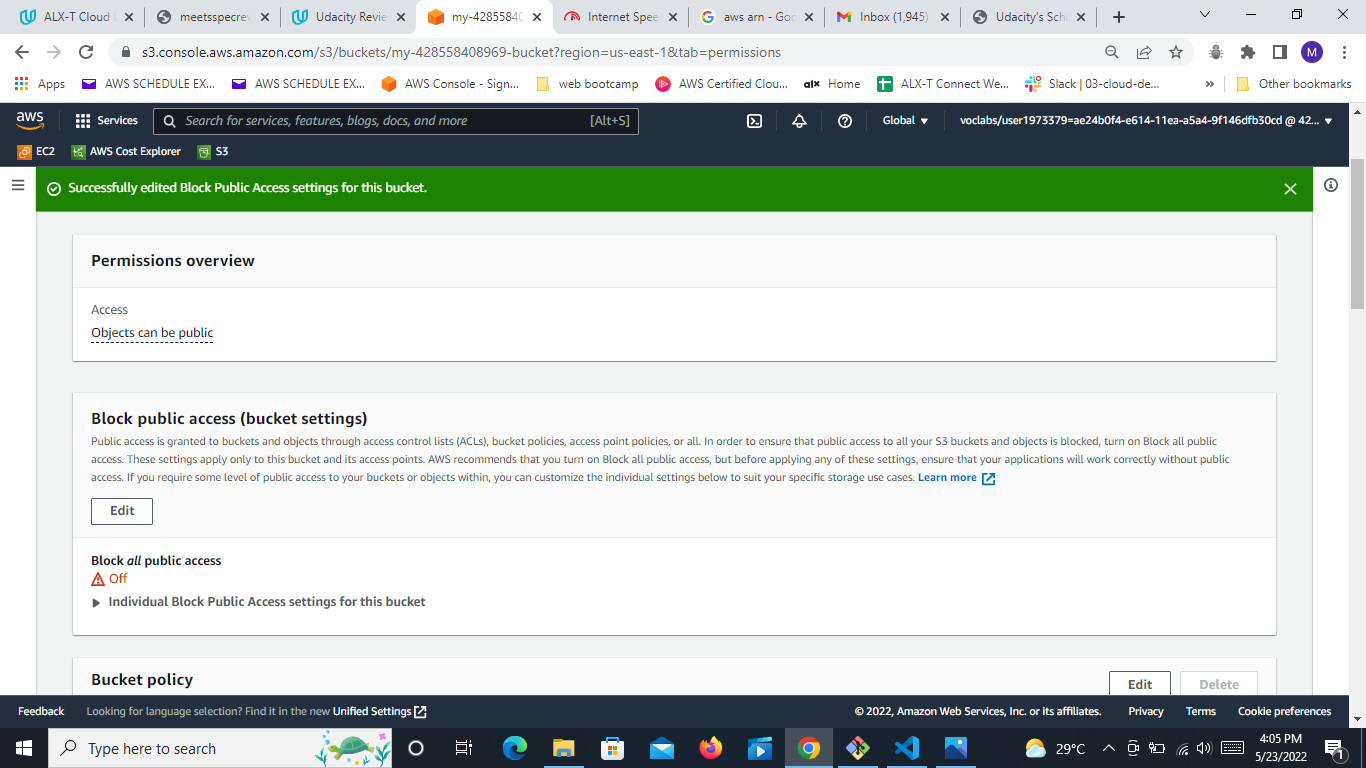 ALX-T Cloud
meetsspecrev
Udacity Revie
my-42855840
Internet Spee
aws arn - Goo
Inbox (1,945)
Udacity's Sch
s3.console.aws.amazon.com/s3/buckets/my-428558408969-bucket?region=us-east-1&tab=permissions
M
Apps
AWS SCHEDULE EX...
AWS SCHEDULE EX...
AWS Console - Sign...
web bootcamp
AWS Certified Clou...
alx Home
ALX-T Connect We...
Slack | 03-cloud-de...
»
Other bookmarks
aws
Services
Search for services, features, blogs, docs, and more [Alt+S]
Global
voclabs/user1973379=ae24b0f4-e614-11ea-a5a4-9f146dfb30cd @ 42...
EC2
AWS Cost Explorer
S3
Successfully edited Block Public Access settings for this bucket.
Permissions overview
Access
Objects can be public
Block public access (bucket settings)
Public access is granted to buckets and objects through access control lists (ACLs), bucket policies, access point policies, or all. In order to ensure that public access to all your S3 buckets and objects is blocked, turn on Block all public
access. These settings apply only to this bucket and its access points. AWS recommends that you turn on Block all public access, but before applying any of these settings, ensure that your applications will work correctly without public
access. If you require some level of public access to your buckets or objects within, you can customize the individual settings below to suit your specific storage use cases. Learn more
Edit
Block all public access
Off
Individual Block Public Access settings for this bucket
Bucket policy
Edit
Delete
Feedback
Looking for language selection? Find it in the new Unified Settings
© 2022, Amazon Web Services, Inc. or its affiliates.
Privacy
Terms
Cookie preferences
Type here to search
29°C
4:05 PM
5/23/2022
1